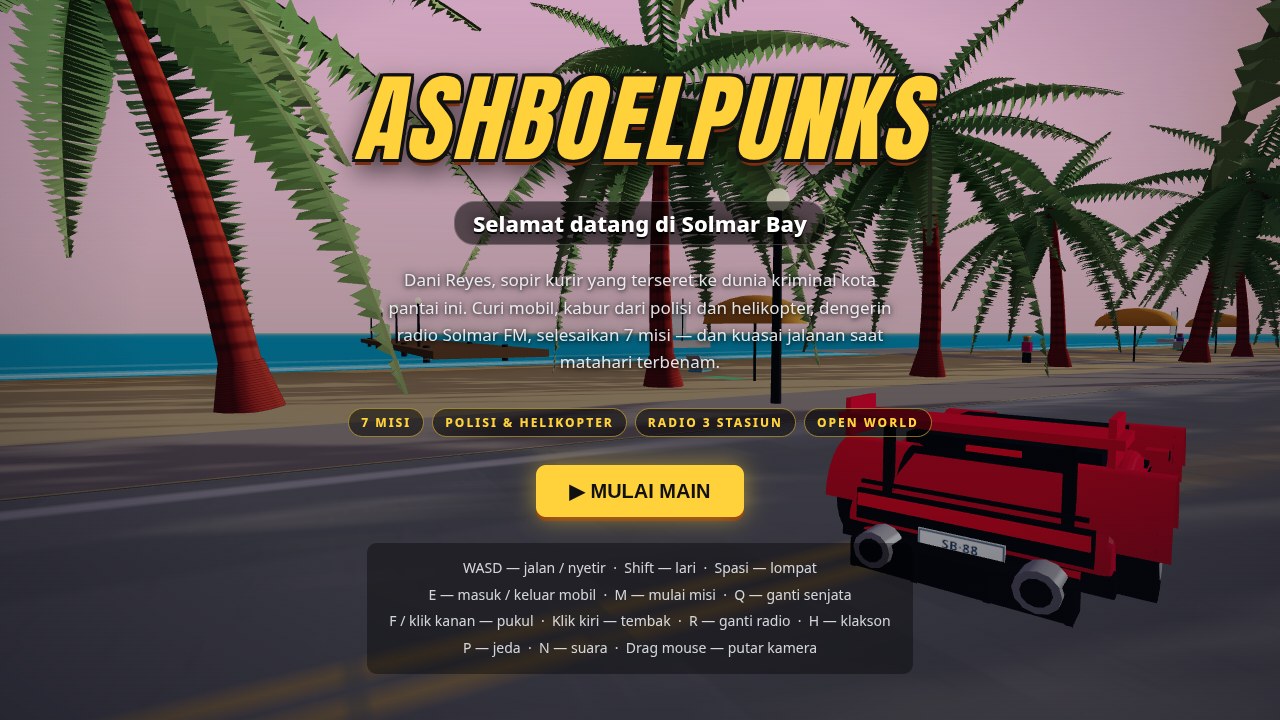 ASHBOELPUNKS
Selamat datang di Solmar Bay
Dani Reyes, sopir kurir yang terseret ke dunia kriminal kota
pantai ini. Curi mobil, kabur dari polisi dan helikopter, dengerin
radio Solmar FM, selesaikan 7 misi — dan kuasai jalanan saat
matahari terbenam.
7 MISI
POLISI & HELIKOPTER
RADIO 3 STASIUN
OPEN WORLD
▶ MULAI MAIN
SB-88
WASD — jalan / nyetir · Shift — lari · Spasi — lompat
E — masuk / keluar mobil · M — mulai misi · Q — ganti senjata
F / klik kanan — pukul · Klik kiri — tembak · R — ganti radio · H — klakson
P — jeda · N — suara · Drag mouse — putar kamera